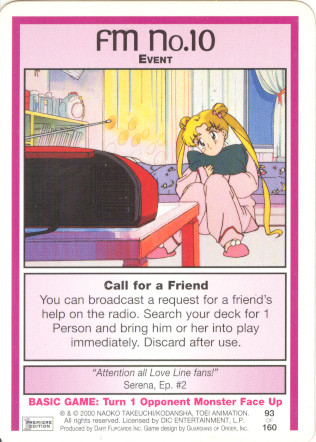 FM No.10
EVENT
Call for a Friend
You can broadcast a request for a friend's
help on the radio. Search your deck for 1
Person and bring him or her into play
immediately. Discard after use.
"Attention all Love Line fans!"
Serena, Ep. #2
BASIC GAME: Turn 1 Opponent Monster Face Up
PREMIERE
EDITION
® & © 2000 NAOKO TAKEUCHI/KODANSHA, TOEI ANIMATION.
All rights reserved. Licensed by DIC ENTERTAINMENT, L.P.
Produced by DART FLIPCARDS INC. Game design by GUARDIANS OF ORDER, INC.
93
OF
160